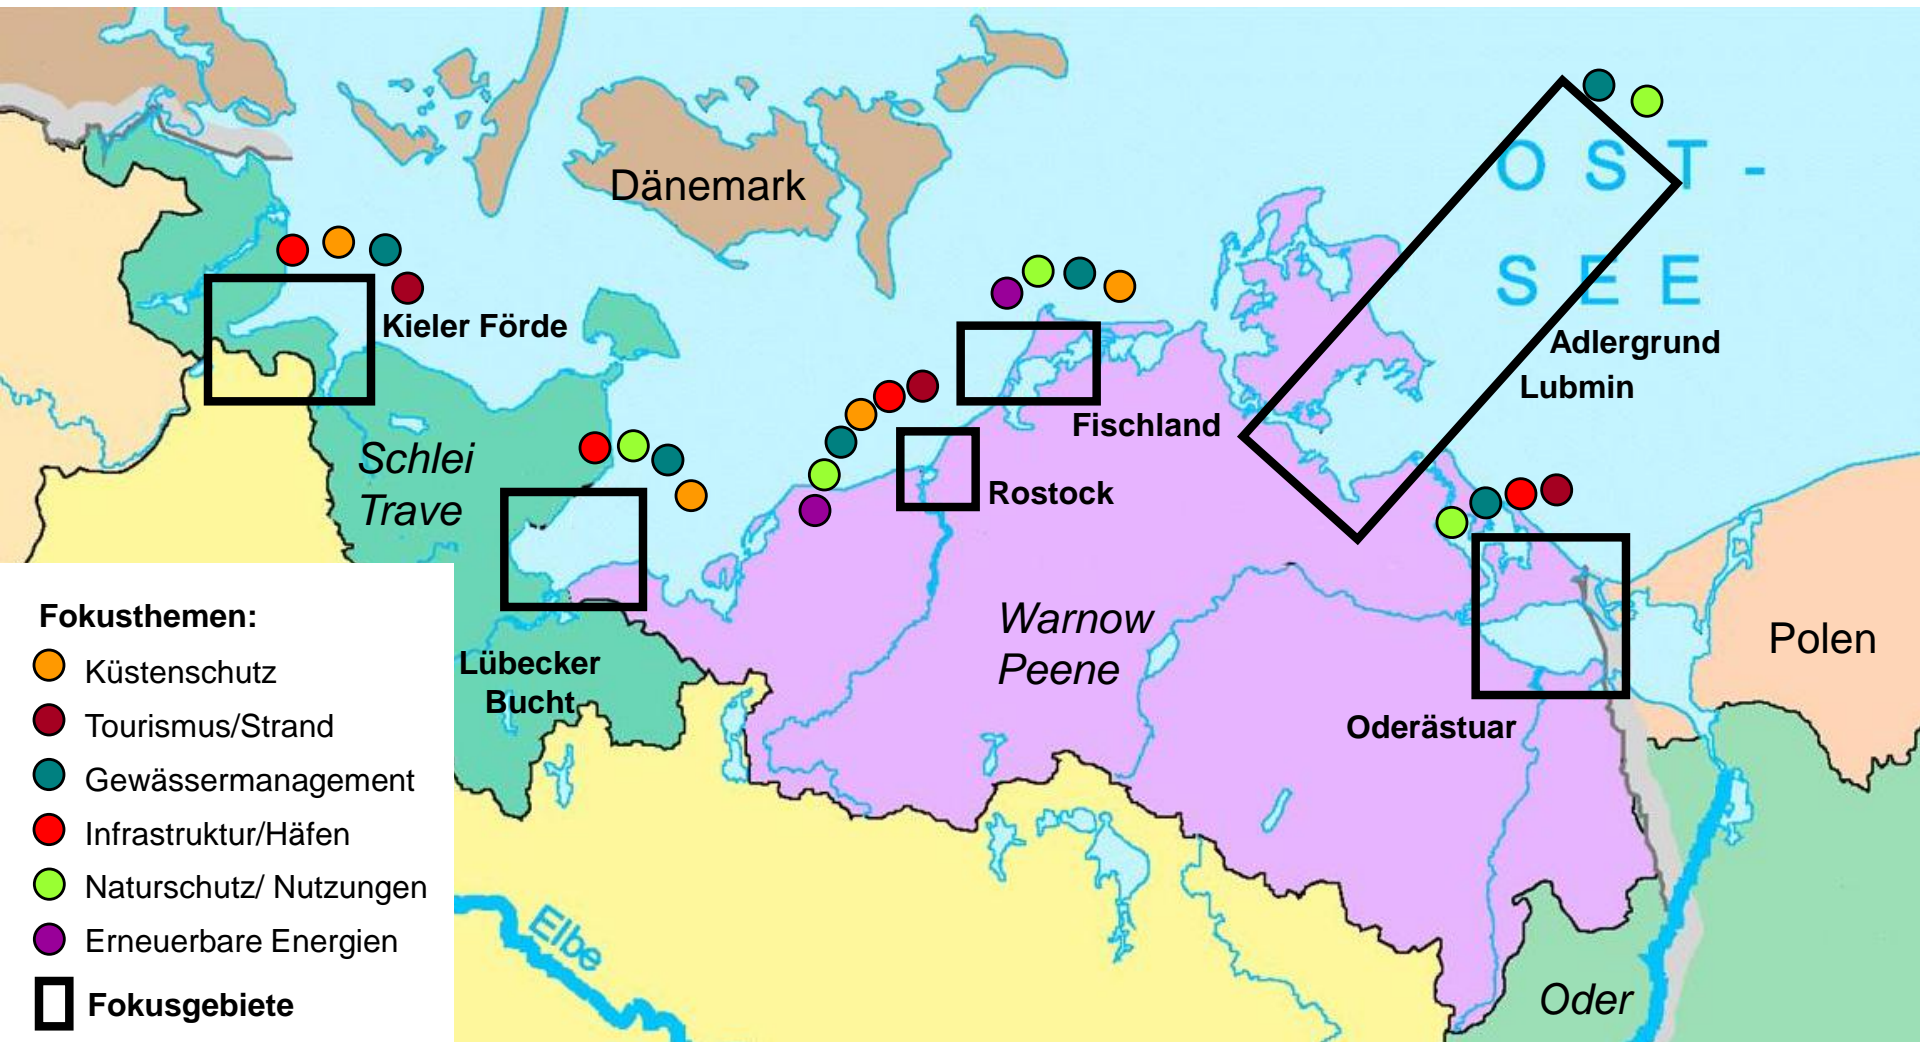 Dänemark
OST-
SEE
Kieler Förde
Adlergrund
Lubmin
Fischland
Schlei
Trave
Rostock
Warnow
Peene
Polen
Lübecker
Bucht
Oderästuar
Elbe
Oder
Fokusthemen:
Küstenschutz
Tourismus/Strand
Gewässermanagement
Infrastruktur/Häfen
Naturschutz/ Nutzungen
Erneuerbare Energien
Fokusgebiete